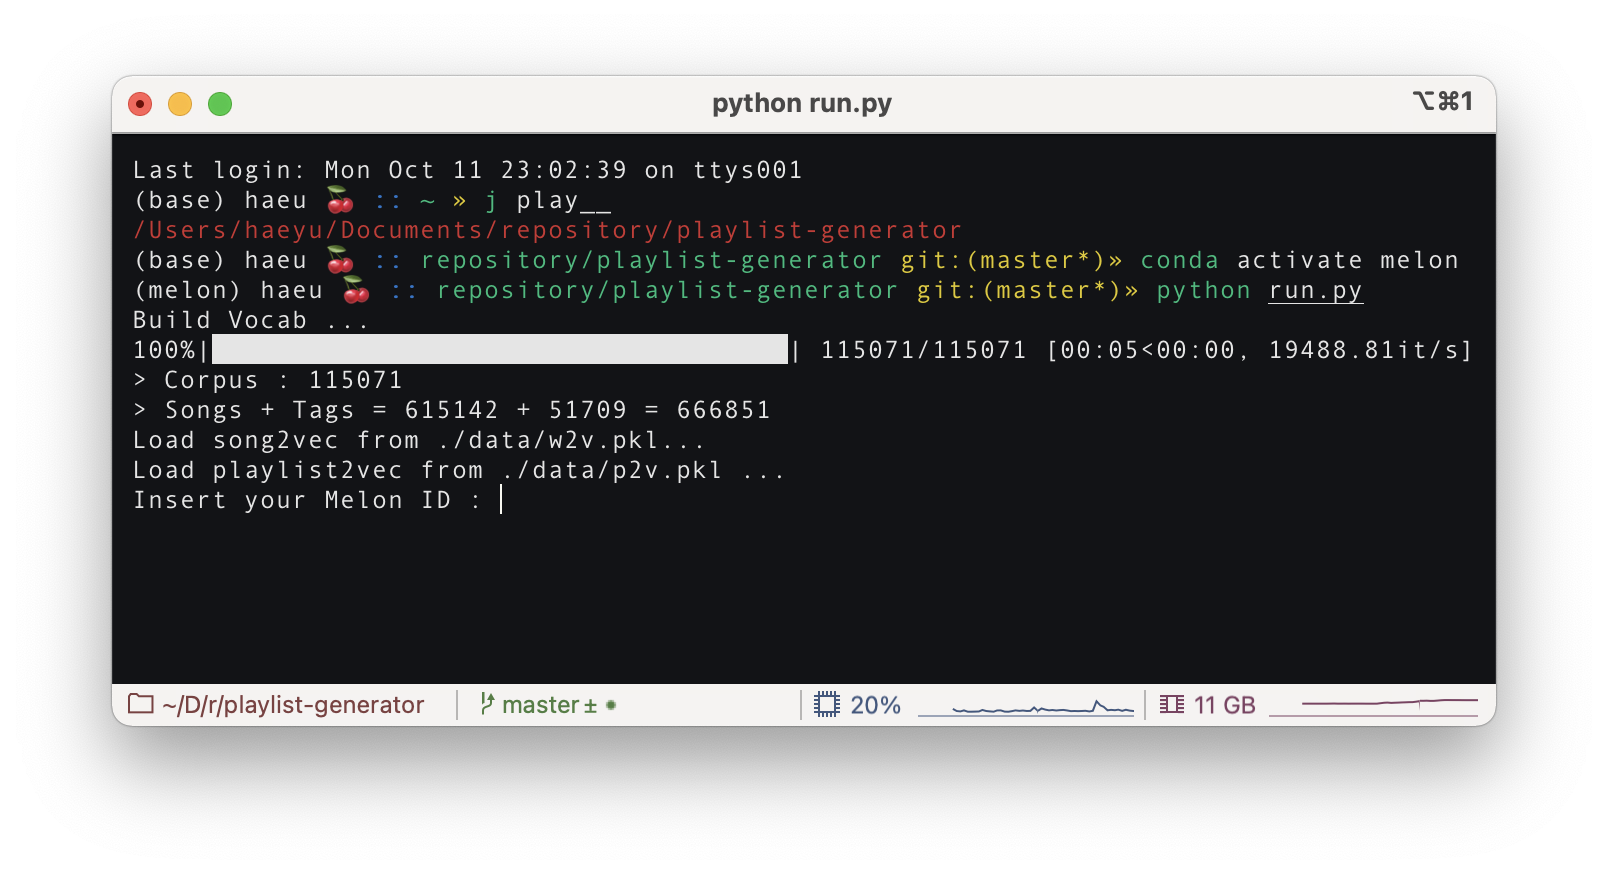 python run.py
⌥⌘1
Last login: Mon Oct 11 23:02:39 on ttys001
(base) haeu 🍒 :: ~ » j play__
/Users/haeyu/Documents/repository/playlist-generator
(base) haeu 🍒 :: repository/playlist-generator git:(master*)» conda activate melon
(melon) haeu 🍒 :: repository/playlist-generator git:(master*)» python run.py
Build Vocab ...
100%|██████████| 115071/115071 [00:05<00:00, 19488.81it/s]
> Corpus : 115071
> Songs + Tags = 615142 + 51709 = 666851
Load song2vec from ./data/w2v.pkl...
Load playlist2vec from ./data/p2v.pkl ...
Insert your Melon ID :
~/D/r/playlist-generator master ± ● 20% 11 GB